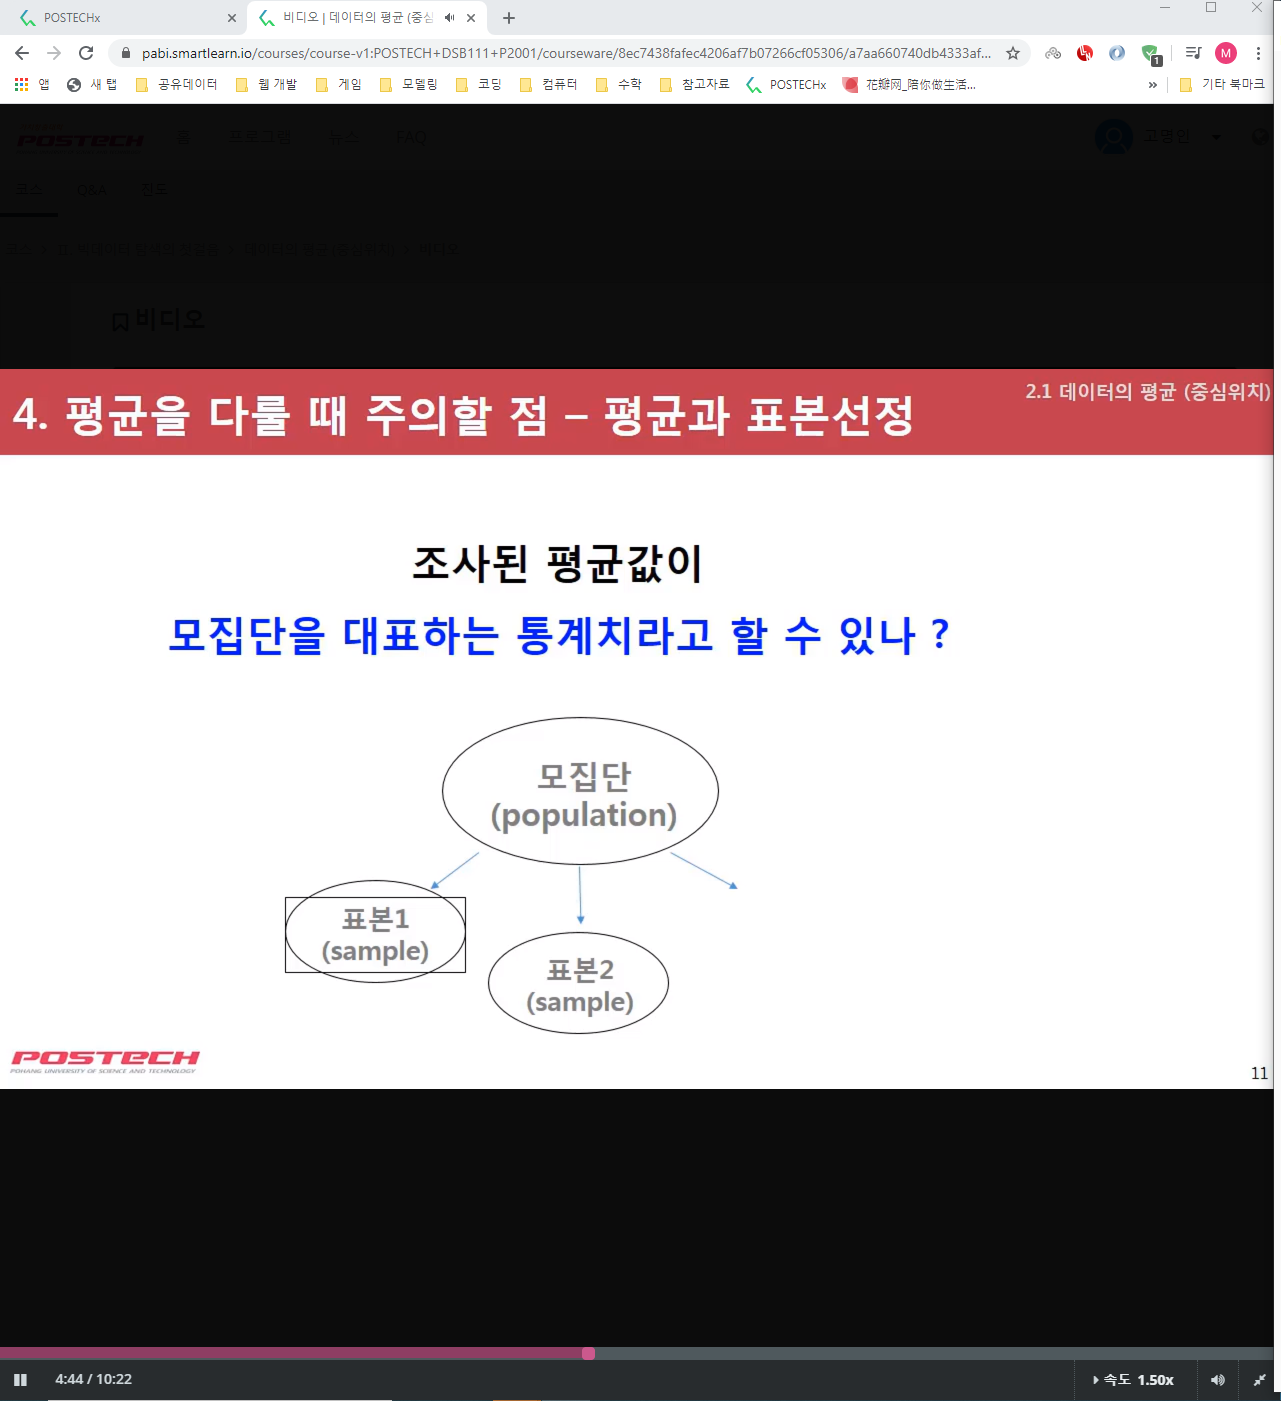 POSTECHx
비디오 | 데이터의 평균 (중심
pabi.smartlearn.io/courses/course-v1:POSTECH+DSB111+P2001/courseware/8ec7438fafec4206af7b07266cf05306/a7aa660740db4333af...
1
M
앱
새 탭
공유데이터
웹 개발
게임
모델링
코딩
컴퓨터
수학
참고자료
POSTECHx
花瓣网_陪你做生活...
»
기타 북마크
POSTECH
홈
프로그램
뉴스
FAQ
고명진
코스
Q&A
진도
비디오
2.1 데이터의 평균 (중심위치)
4. 평균을 다룰 때 주의할 점 – 평균과 표본선정
조사된 평균값이
모집단을 대표하는 통계치라고 할 수 있나 ?
모집단
(population)
표본1
(sample)
표본2
(sample)
POSTECH
POHANG UNIVERSITY OF SCIENCE AND TECHNOLOGY
11
4:44 / 10:22
속도 1.50x